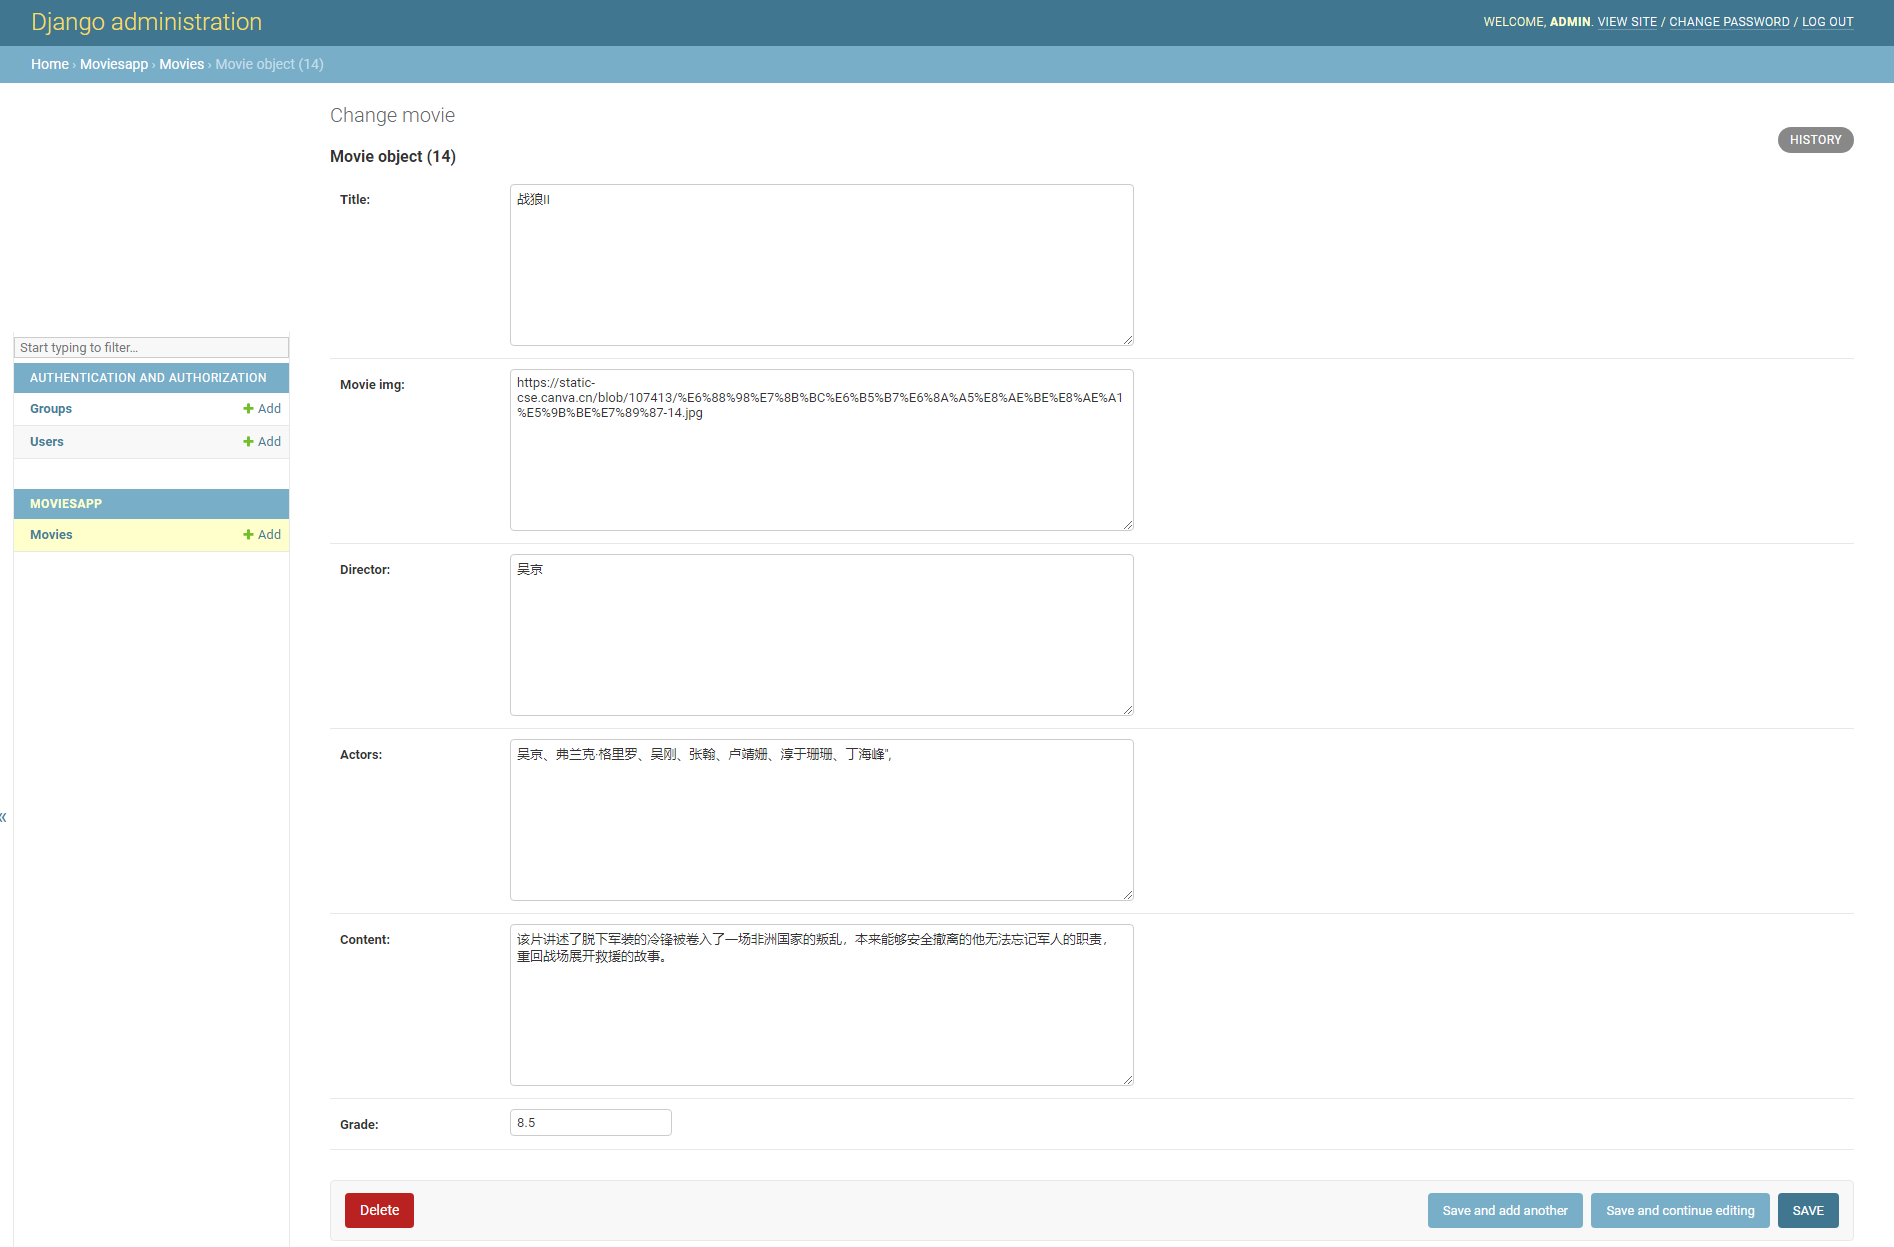 Django administration
WELCOME, ADMIN. VIEW SITE / CHANGE PASSWORD / LOG OUT
Home › Moviesapp › Movies › Movie object (14)
Change movie
HISTORY
Movie object (14)
Title:
战狼II
Start typing to filter...
AUTHENTICATION AND AUTHORIZATION
Groups
Add
Users
Add
MOVIESAPP
Movies
Add
«
Movie img:
https://static-
cse.canva.cn/blob/107413/%E6%88%98%E7%8B%BC%E6%B5%B7%E6%8A%A5%E8%AE%BE%E8%AE%A1
%E5%9B%BE%E7%89%87-14.jpg
Director:
吴京
Actors:
吴京、弗兰克·格里罗、吴刚、张翰、卢靖姗、淳于珊珊、丁海峰",
Content:
该片讲述了脱下军装的冷锋被卷入了一场非洲国家的叛乱，本来能够安全撤离的他无法忘记军人的职责，
重回战场展开救援的故事。
Grade:
8.5
Delete
Save and add another
Save and continue editing
SAVE